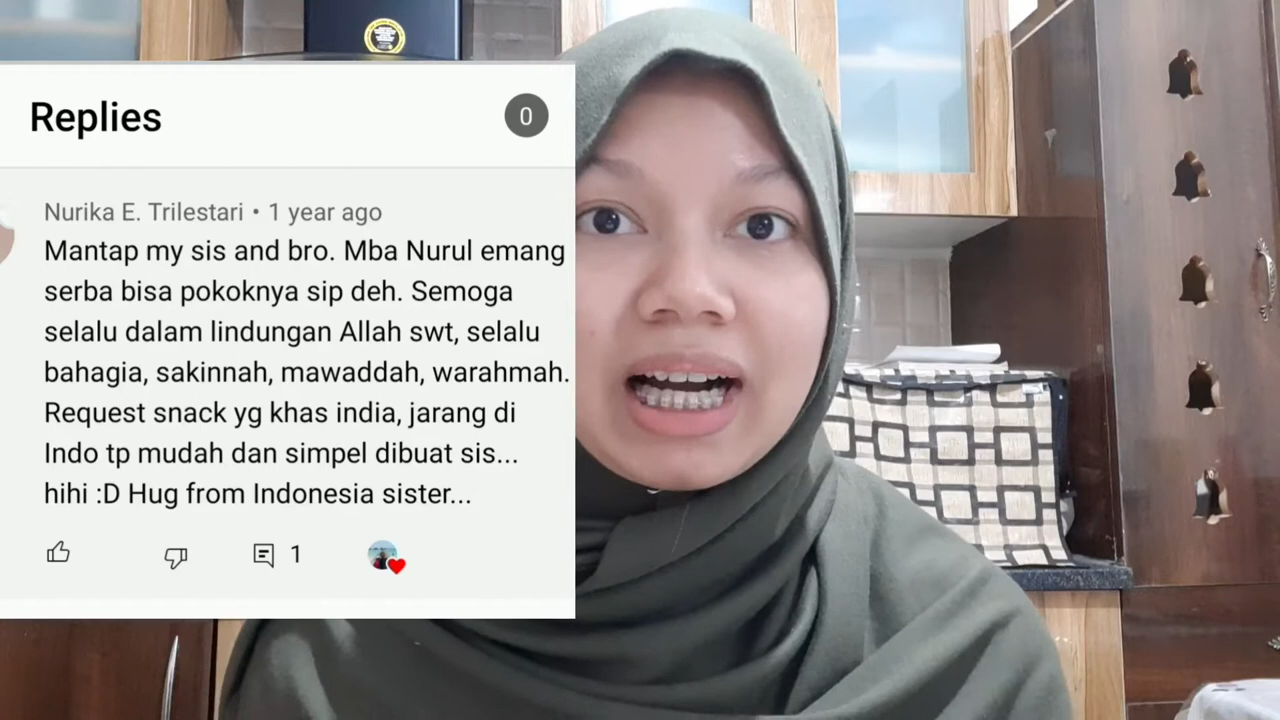 Replies
0
Nurika E. Trilestari • 1 year ago
Mantap my sis and bro. Mba Nurul emang
serba bisa pokoknya sip deh. Semoga
selalu dalam lindungan Allah swt, selalu
bahagia, sakinnah, mawaddah, warahmah.
Request snack yg khas india, jarang di
Indo tp mudah dan simpel dibuat sis...
hihi :D Hug from Indonesia sister...
1